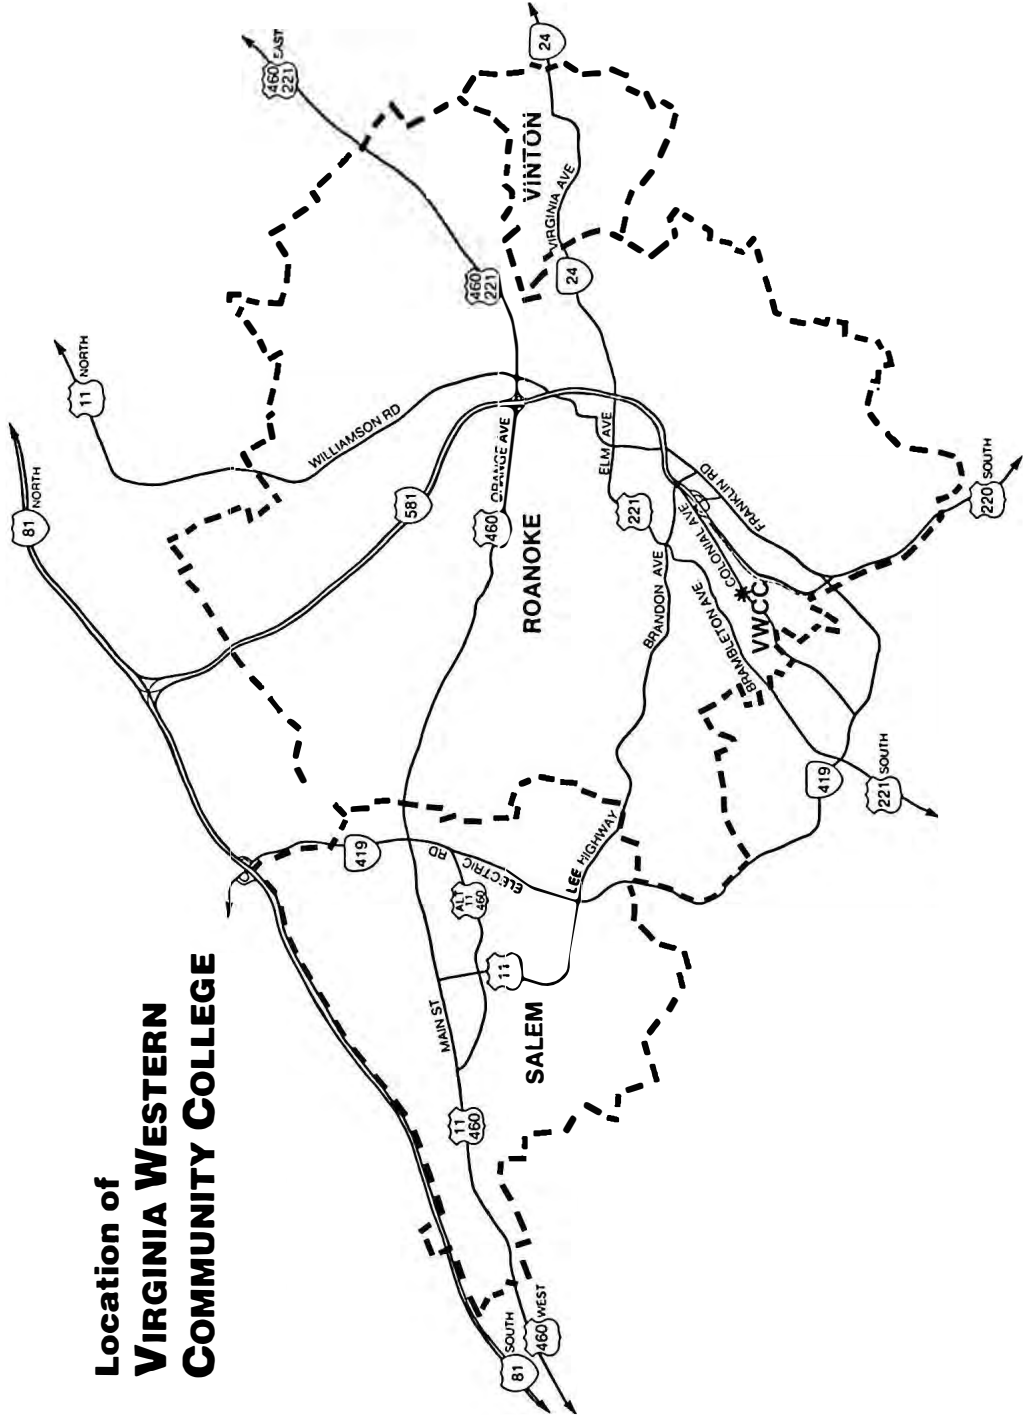 Location of
VIRGINIA WESTERN
COMMUNITY COLLEGE
81
NORTH
11
NORTH
460
221
EAST
24
VINTON
VIRGINIA AVE
24
460
221
WILLIAMSON RD
581
460
ORANGE AVE
ROANOKE
ELM AVE
221
FRANKLIN RD
COLONIAL AVE
BRANDON AVE
BRAMBLETON AVE.
VWCC
220
SOUTH
419
221
SOUTH
419
ELECTRIC
RD
LEE HIGHWAY
ALT
11
460
11
MAIN ST
SALEM
11
460
81
SOUTH
460
WEST